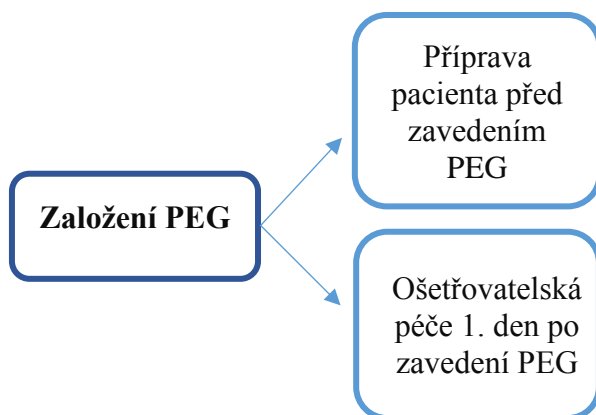 Příprava
pacienta před
zavedením
PEG
Založení PEG
Ošetřovatelská
péče 1. den po
zavedení PEG